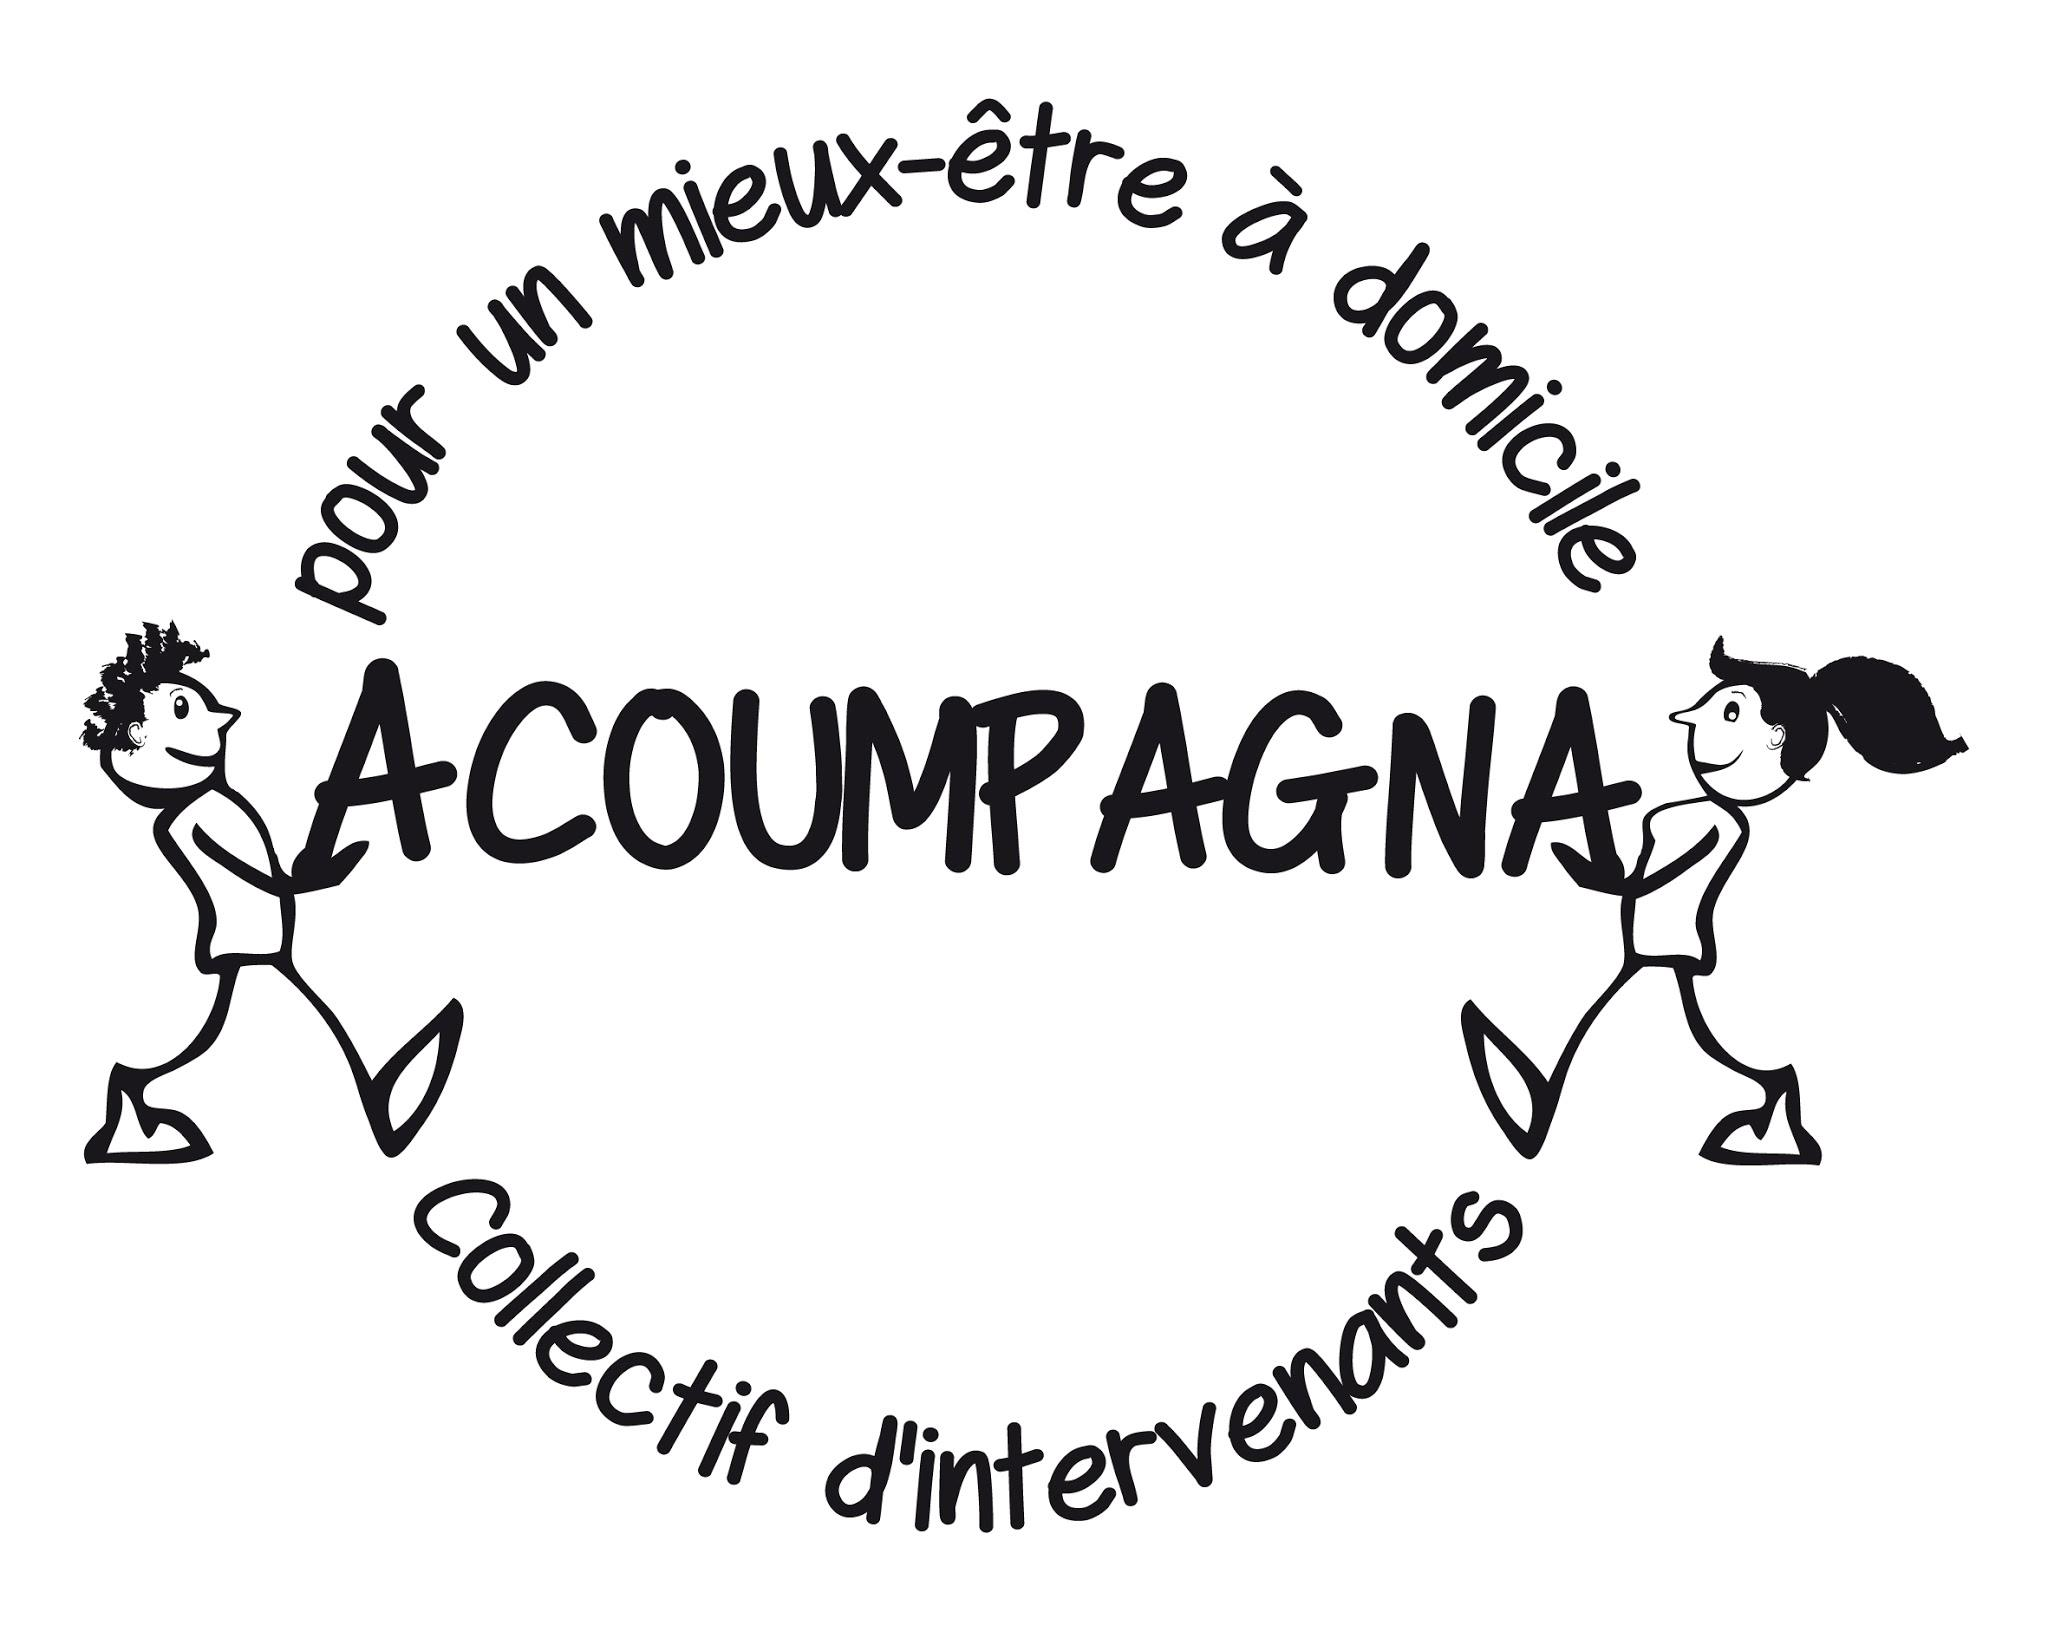 pour un mieux-être à domicile
ACOUMPAGNA
Collectif d'intervenants